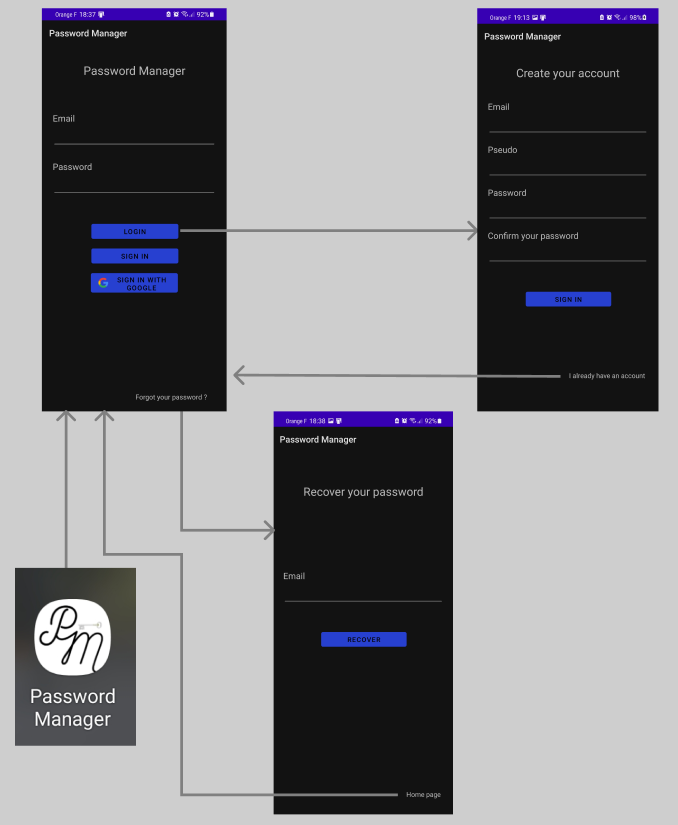 Orange F 18:37 92%
Password Manager
Password Manager
Email
Password
LOGIN
SIGN IN
SIGN IN WITH
GOOGLE
Forgot your password ?
Orange F 19:13 98%
Password Manager
Create your account
Email
Pseudo
Password
Confirm your password
SIGN IN
I already have an account
Orange F 18:38 92%
Password Manager
Recover your password
Email
RECOVER
Home page
PM
Password
Manager